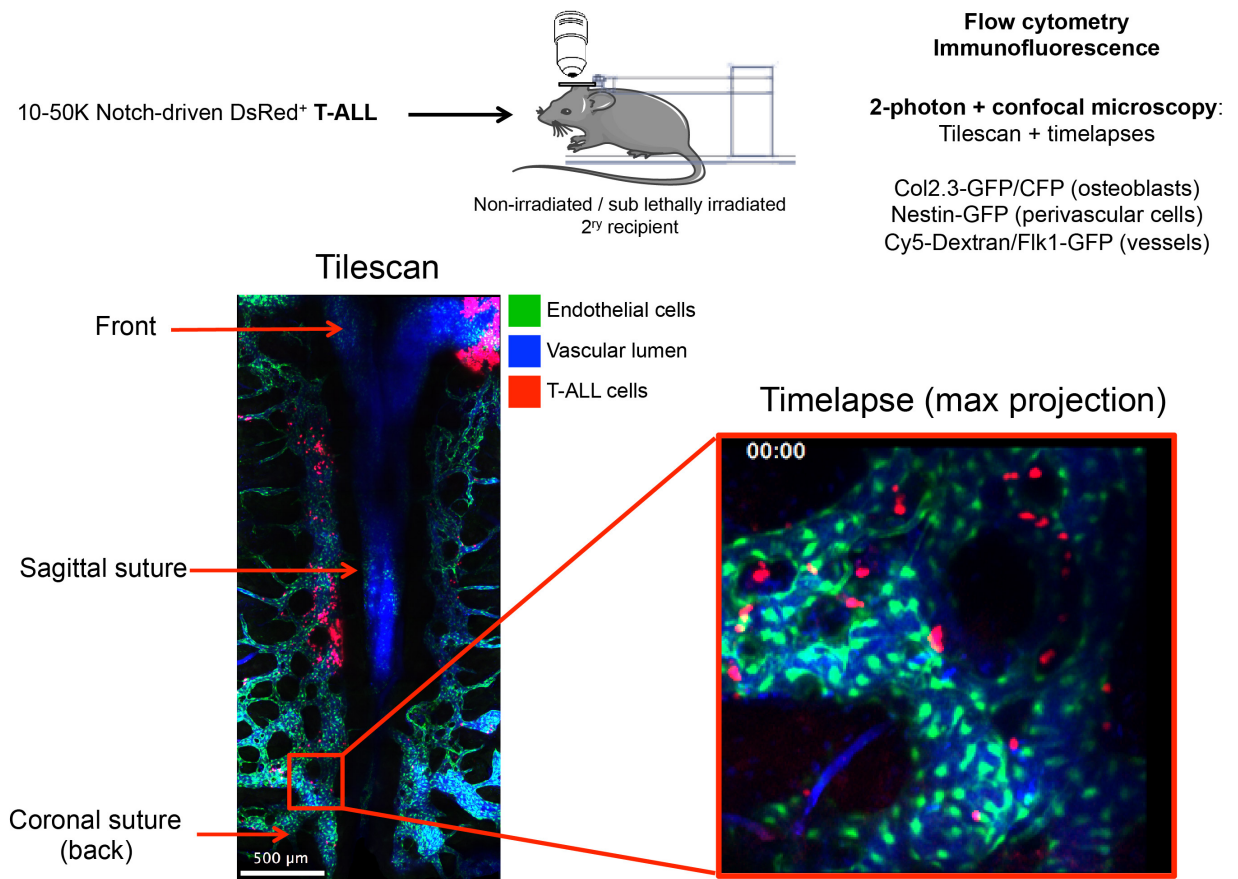 10-50K Notch-driven DsRed⁺ T-ALL
Non-irradiated / sub lethally irradiated
2ʳʸ recipient
Flow cytometry
Immunofluorescence
2-photon + confocal microscopy:
Tilescan + timelapses
Col2.3-GFP/CFP (osteoblasts)
Nestin-GFP (perivascular cells)
Cy5-Dextran/Flk1-GFP (vessels)
Tilescan
Front
Sagittal suture
Coronal suture
(back)
500 µm
Endothelial cells
Vascular lumen
T-ALL cells
Timelapse (max projection)
00:00